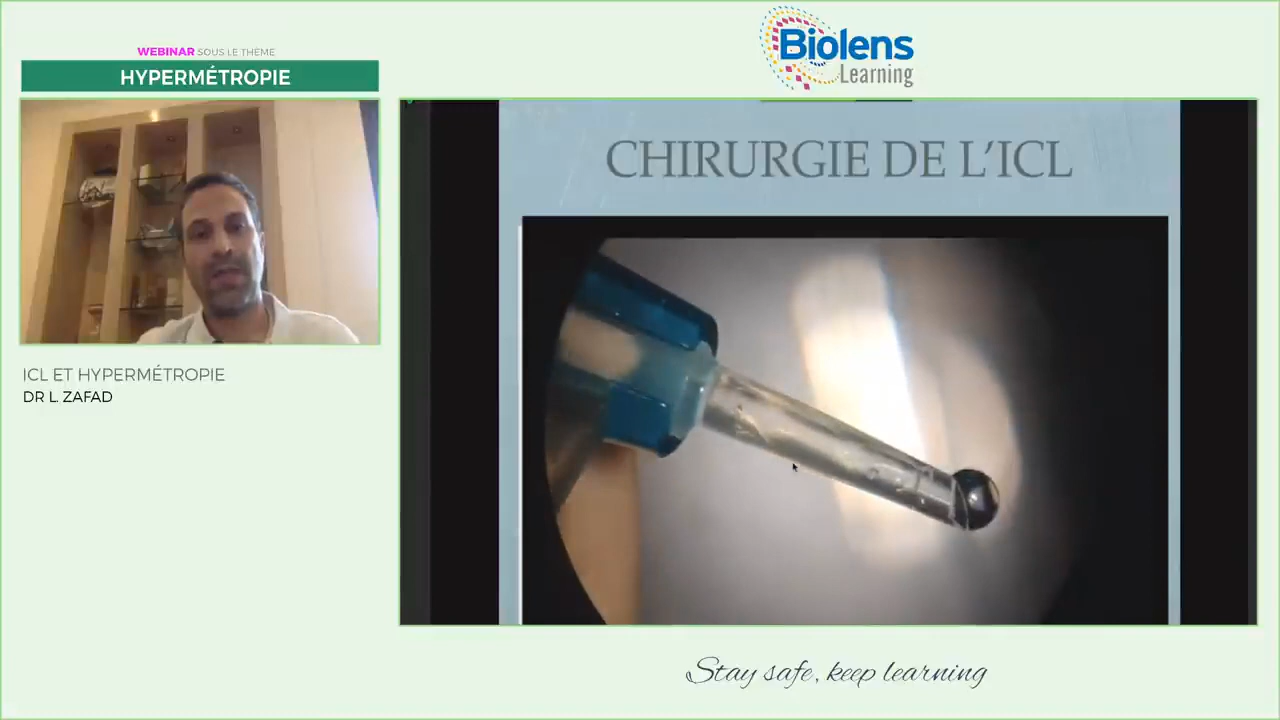 WEBINAR SOUS LE THÈME
HYPERMÉTROPIE
Biolens
Learning
CHIRURGIE DE L'ICL
ICL ET HYPERMÉTROPIE
DR L. ZAFAD
Stay safe, keep learning